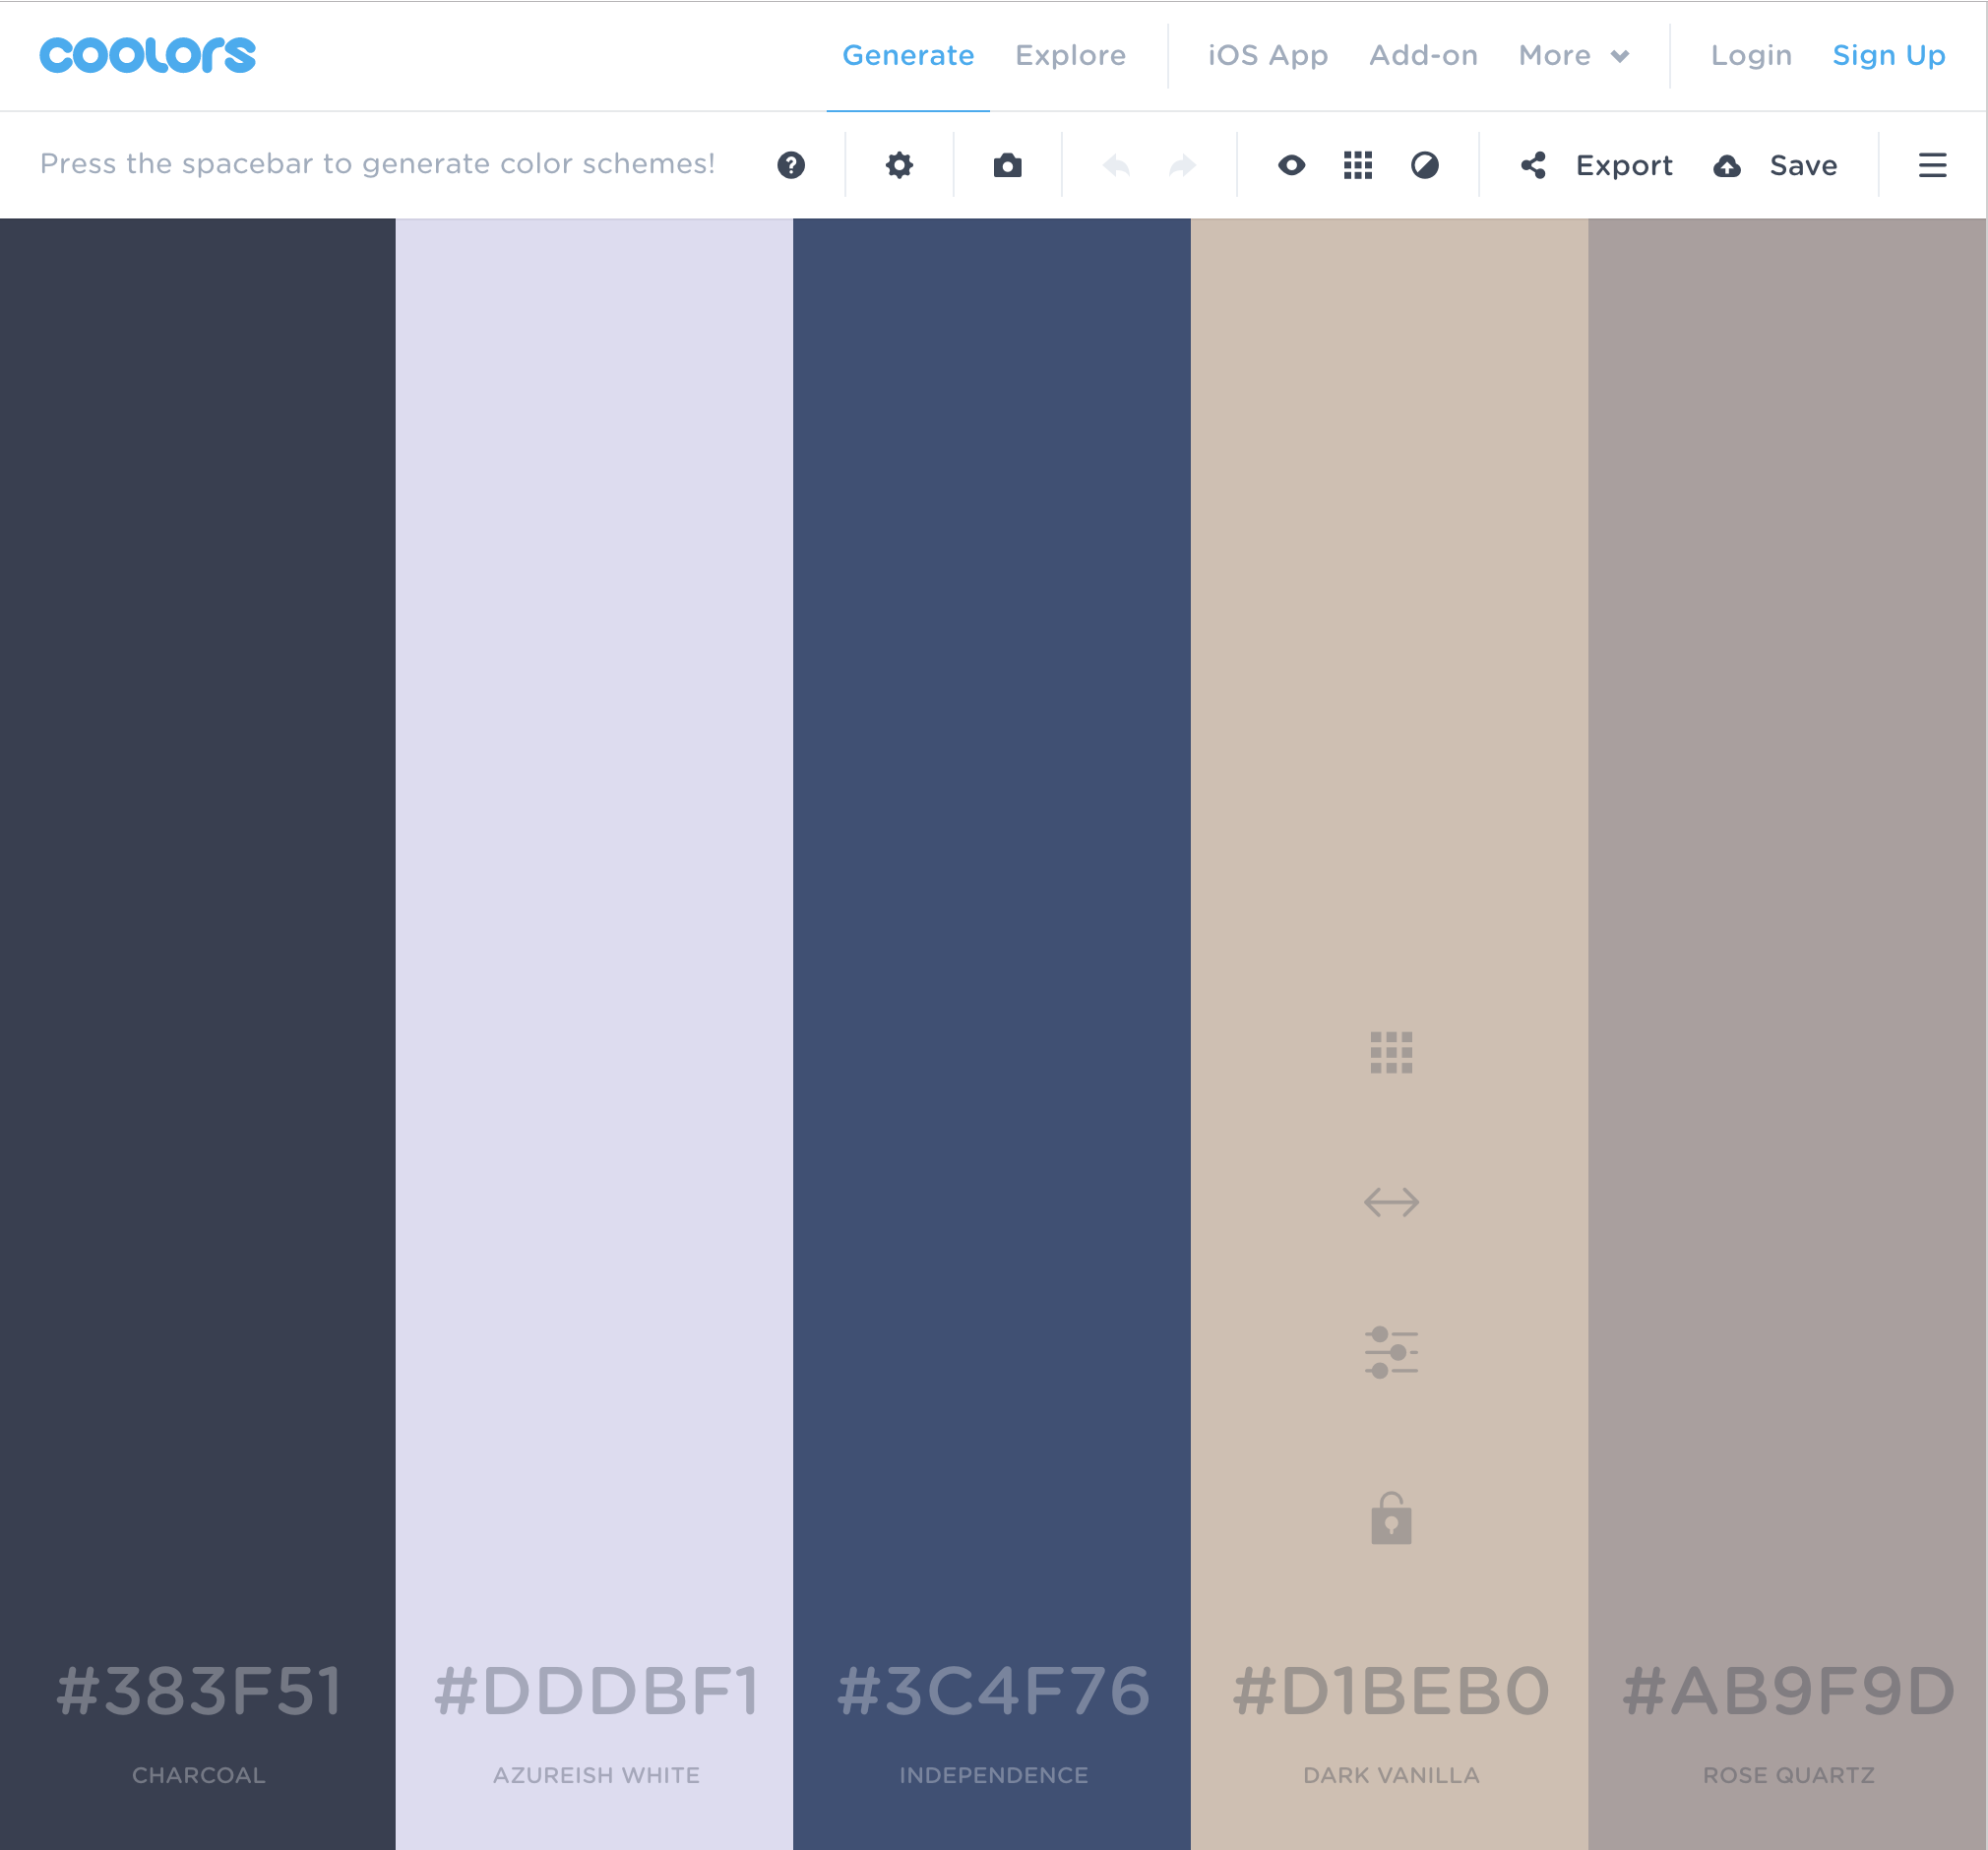 coolors
Generate Explore iOS App Add-on More Login Sign Up
Press the spacebar to generate color schemes! ? Export Save
#383F51 #DDDBF1 #3C4F76 #D1BEB0 #AB9F9D
CHARCOAL AZUREISH WHITE INDEPENDENCE DARK VANILLA ROSE QUARTZ